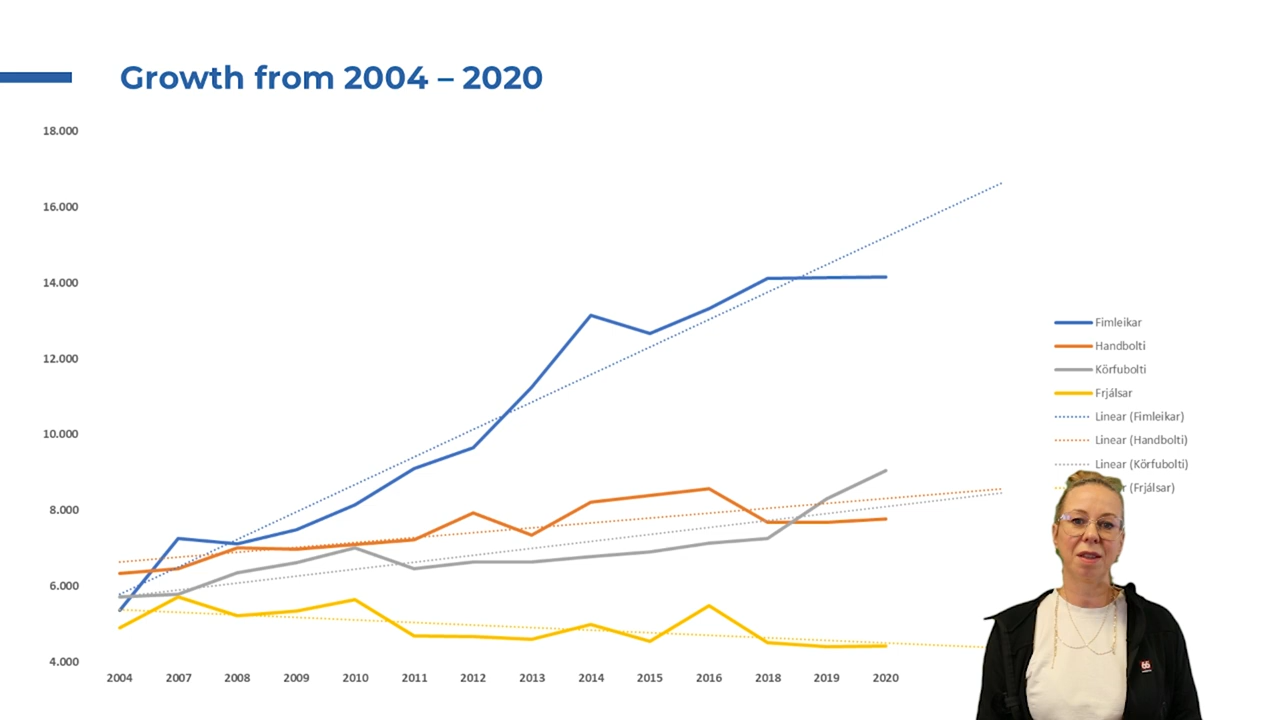 Growth from 2004 – 2020
18.000
16.000
14.000
12.000
10.000
8.000
6.000
4.000
2004 2007 2008 2009 2010 2011 2012 2013 2014 2015 2016 2018 2019 2020
Fimleikar
Handbolti
Körfubolti
Frjálsar
Linear (Fimleikar)
Linear (Handbolti)
Linear (Körfubolti)
(Frjálsar)
66